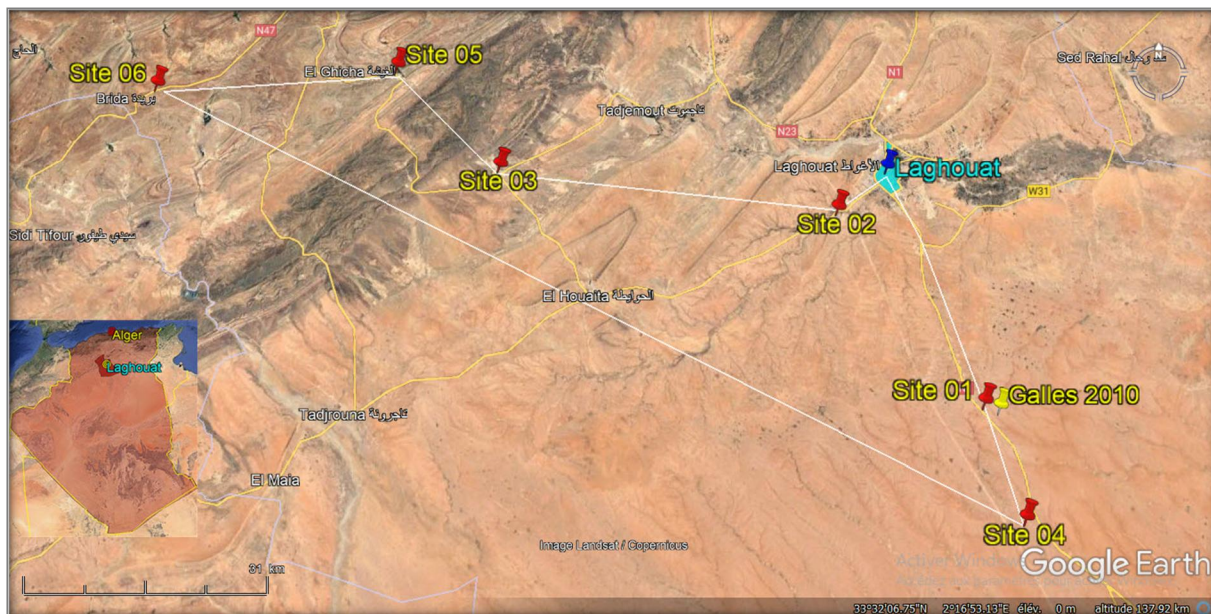 N47
الحاج
Site 06
El Ghicha الغيشة
Site 05
N1
Sed Rahal سد رحال
Brida بريدة
Tadjemout تاجموت
N23
Laghouat الأغواط
Laghouat
Site 03
W31
Site 02
Sidi Tifour سيدي طيفور
El Houaita الحوايطة
Alger
Laghouat
Site 01
Galles 2010
Tadjrouna تاجرونة
El Maia
Site 04
Image Landsat / Copernicus
Google Earth
31 km
33°32'06.75"N 2°16'53.13"E élév. 0 m altitude 137.92 km